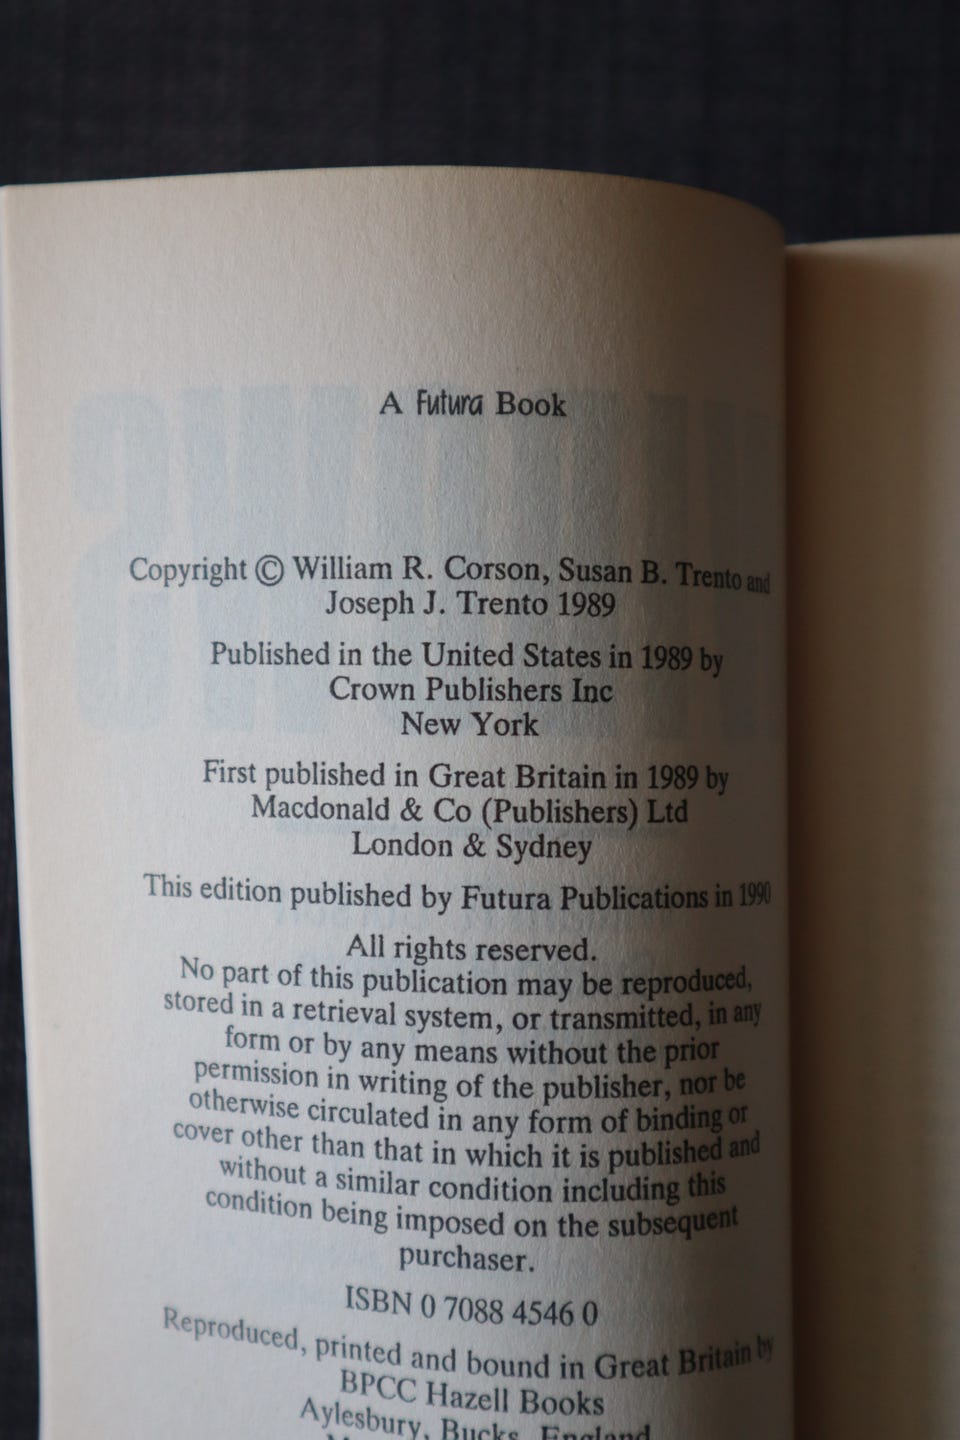 A Futura Book
Copyright © William R. Corson, Susan B. Trento and
Joseph J. Trento 1989
Published in the United States in 1989 by
Crown Publishers Inc
New York
First published in Great Britain in 1989 by
Macdonald & Co (Publishers) Ltd
London & Sydney
This edition published by Futura Publications in 1990
All rights reserved.
No part of this publication may be reproduced,
stored in a retrieval system, or transmitted, in any
form or by any means without the prior
permission in writing of the publisher, nor be
otherwise circulated in any form of binding or
cover other than that in which it is published and
without a similar condition including this
condition being imposed on the subsequent
purchaser.
ISBN 0 7088 4546 0
Reproduced, printed and bound in Great Britain by
BPCC Hazell Books
Aylesbury, Bucks, England